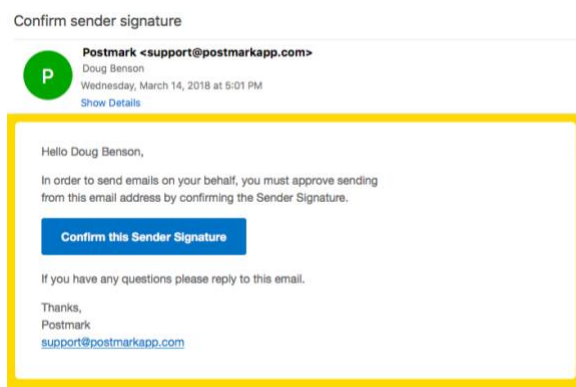 Confirm sender signature
P
Postmark <support@postmarkapp.com>
Doug Benson
Wednesday, March 14, 2018 at 5:01 PM
Show Details
Hello Doug Benson,
In order to send emails on your behalf, you must approve sending
from this email address by confirming the Sender Signature.
Confirm this Sender Signature
If you have any questions please reply to this email.
Thanks,
Postmark
support@postmarkapp.com